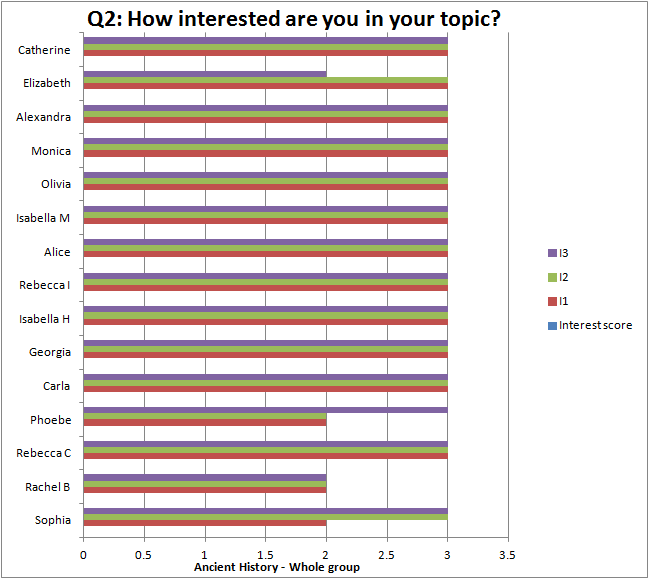 Q2: How interested are you in your topic?
Catherine
Elizabeth
Alexandra
Monica
Olivia
Isabella M
Alice
Rebecca I
Isabella H
Georgia
Carla
Phoebe
Rebecca C
Rachel B
Sophia
I3
I2
I1
Interest score
0 0.5 1 1.5 2 2.5 3 3.5
Ancient History - Whole group